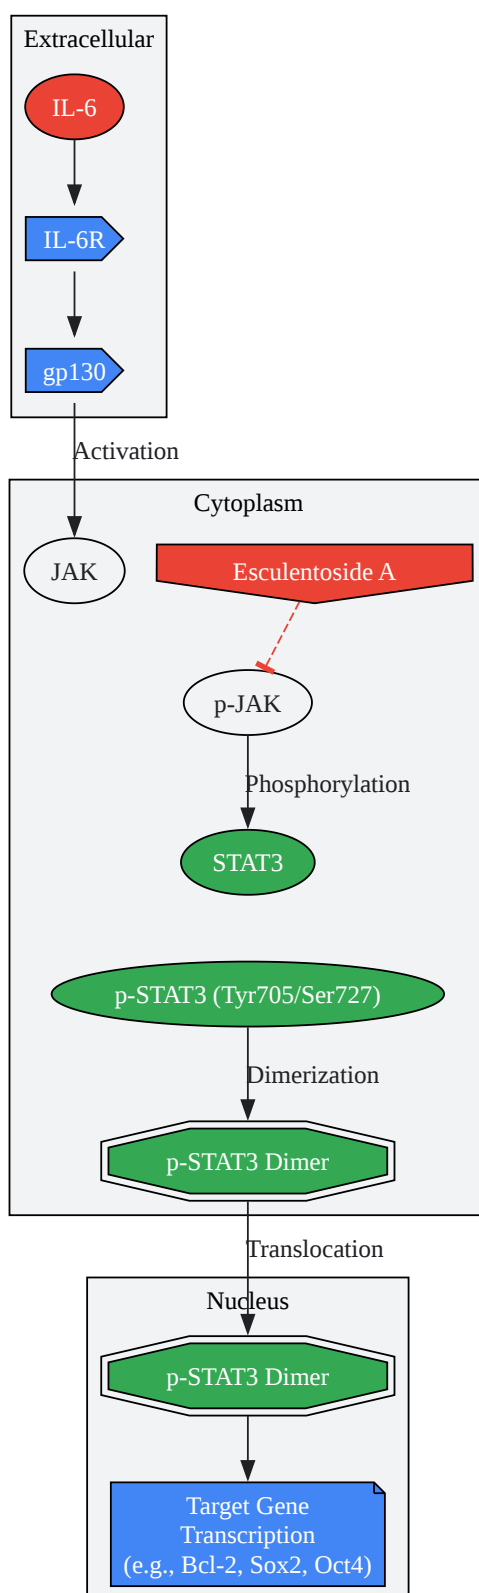 Extracellular
IL-6
IL-6R
gp130
Activation
Cytoplasm
JAK
Esculentoside A
p-JAK
Phosphorylation
STAT3
p-STAT3 (Tyr705/Ser727)
Dimerization
p-STAT3 Dimer
Translocation
Nucleus
p-STAT3 Dimer
Target Gene
Transcription
(e.g., Bcl-2, Sox2, Oct4)